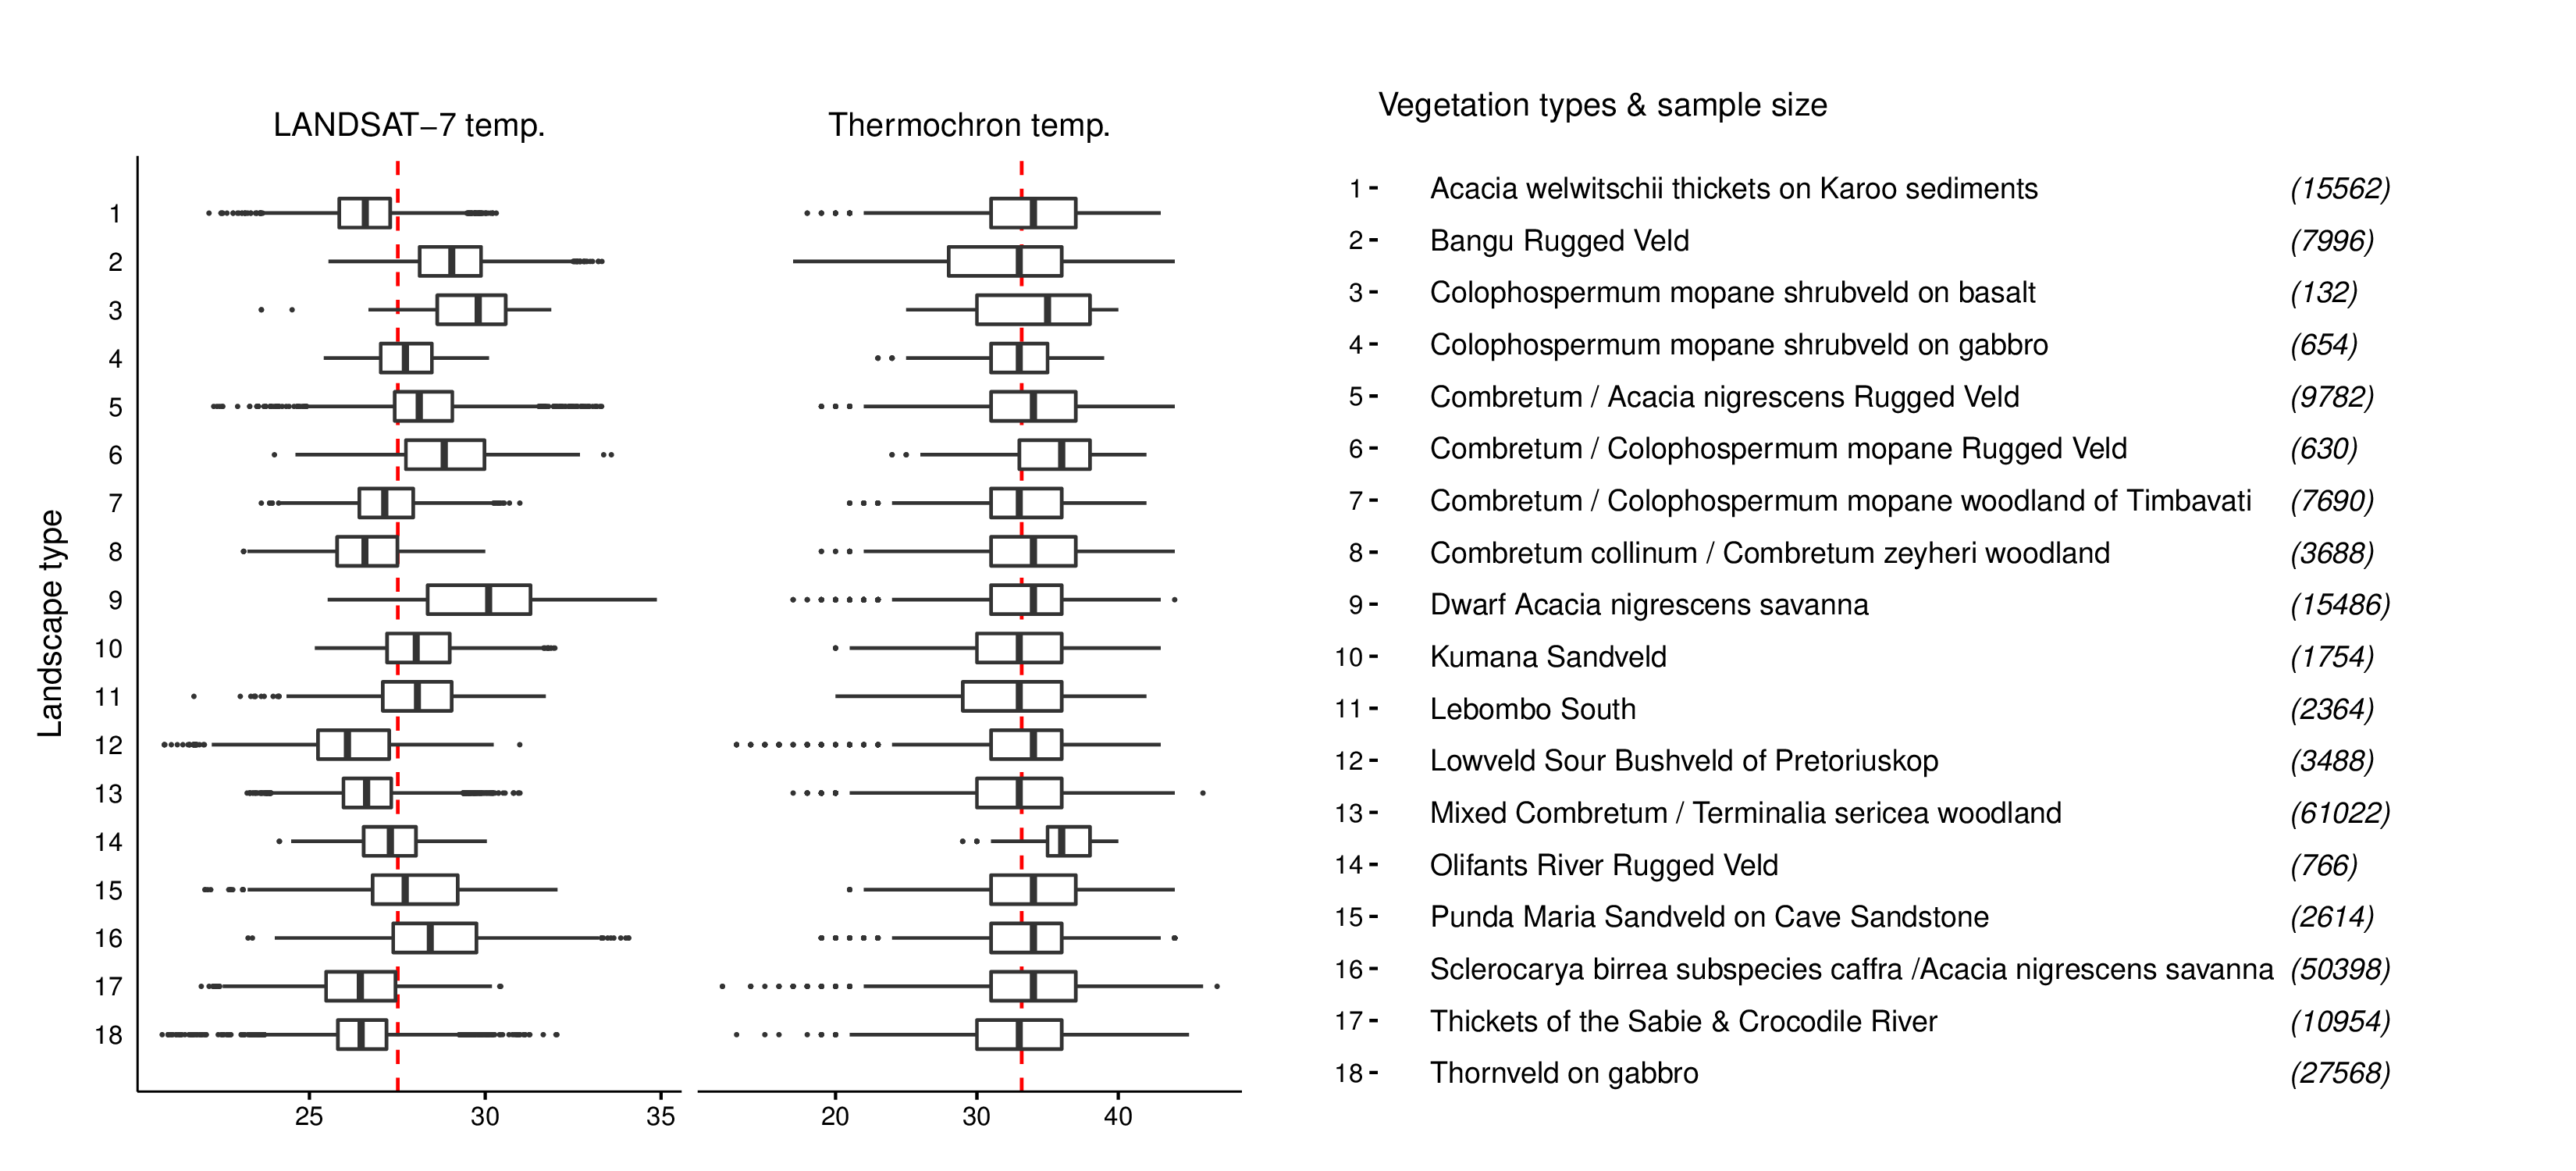 Vegetation types & sample size
LANDSAT−7 temp.
Thermochron temp.
Landscape type
1
2
3
4
5
6
7
8
9
10
11
12
13
14
15
16
17
18
25 30 35
20 30 40
1 - Acacia welwitschii thickets on Karoo sediments (15562)
2 - Bangu Rugged Veld (7996)
3 - Colophospermum mopane shrubveld on basalt (132)
4 - Colophospermum mopane shrubveld on gabbro (654)
5 - Combretum / Acacia nigrescens Rugged Veld (9782)
6 - Combretum / Colophospermum mopane Rugged Veld (630)
7 - Combretum / Colophospermum mopane woodland of Timbavati (7690)
8 - Combretum collinum / Combretum zeyheri woodland (3688)
9 - Dwarf Acacia nigrescens savanna (15486)
10 - Kumana Sandveld (1754)
11 - Lebombo South (2364)
12 - Lowveld Sour Bushveld of Pretoriuskop (3488)
13 - Mixed Combretum / Terminalia sericea woodland (61022)
14 - Olifants River Rugged Veld (766)
15 - Punda Maria Sandveld on Cave Sandstone (2614)
16 - Sclerocarya birrea subspecies caffra /Acacia nigrescens savanna (50398)
17 - Thickets of the Sabie & Crocodile River (10954)
18 - Thornveld on gabbro (27568)